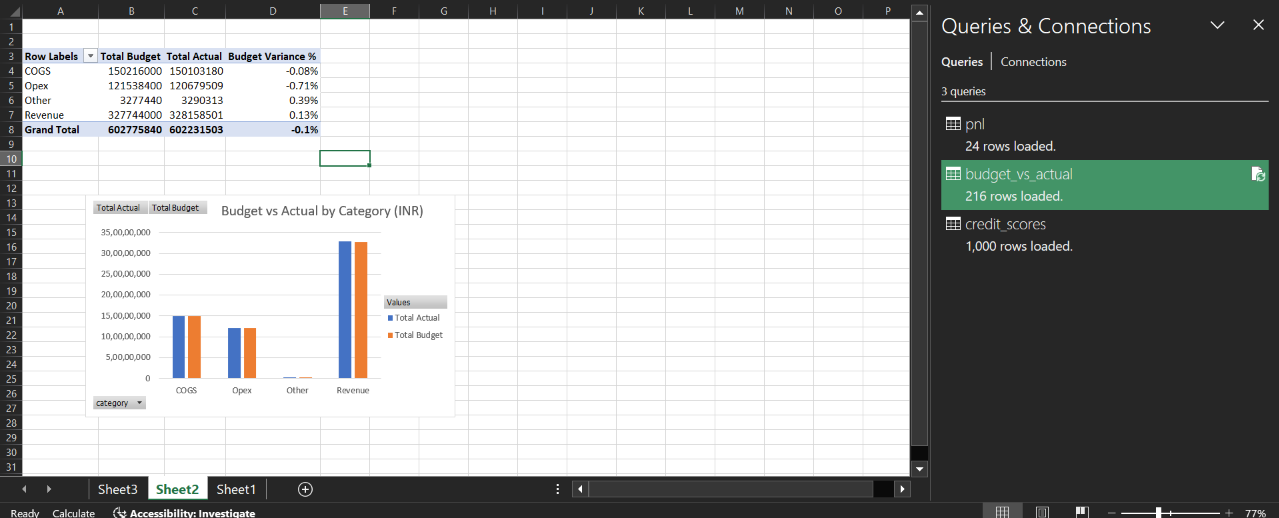 A B C D E F G H I J K L M N O P
1
2
3 Row Labels Total Budget Total Actual Budget Variance %
4 COGS 150216000 150103180 -0.08%
5 Opex 121538400 120679509 -0.71%
6 Other 3277440 3290313 0.39%
7 Revenue 327744000 328158501 0.13%
8 Grand Total 602775840 602231503 -0.1%
9
10
11
12
13
14
15
16
17
18
19
20
21
22
23
24
25
26
27
28
29
30
31
Total Actual Total Budget
Budget vs Actual by Category (INR)
35,00,00,000
30,00,00,000
25,00,00,000
20,00,00,000
15,00,00,000
10,00,00,000
5,00,00,000
0
COGS Opex Other Revenue
Values
Total Actual
Total Budget
category
Sheet3 Sheet2 Sheet1
Ready Calculate Accessibility: Investigate
77%
Queries & Connections
Queries | Connections
3 queries
pnl
24 rows loaded.
budget_vs_actual
216 rows loaded.
credit_scores
1,000 rows loaded.